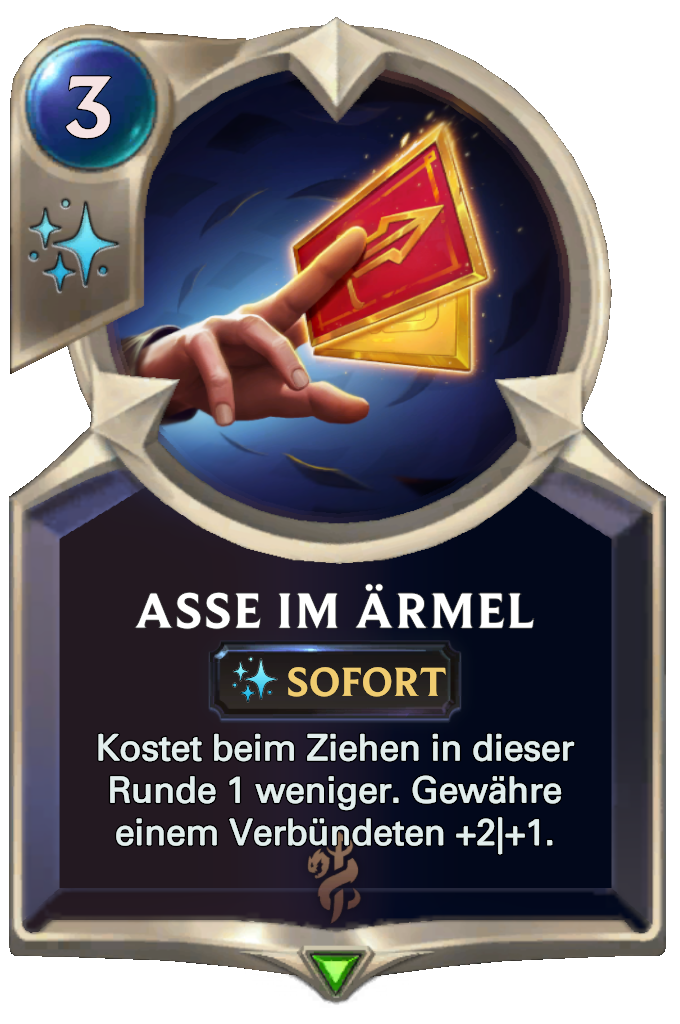 3
ASSE IM ÄRMEL
SOFORT
Kostet beim Ziehen in dieser
Runde 1 weniger. Gewähre
einem Verbündeten +2|+1.